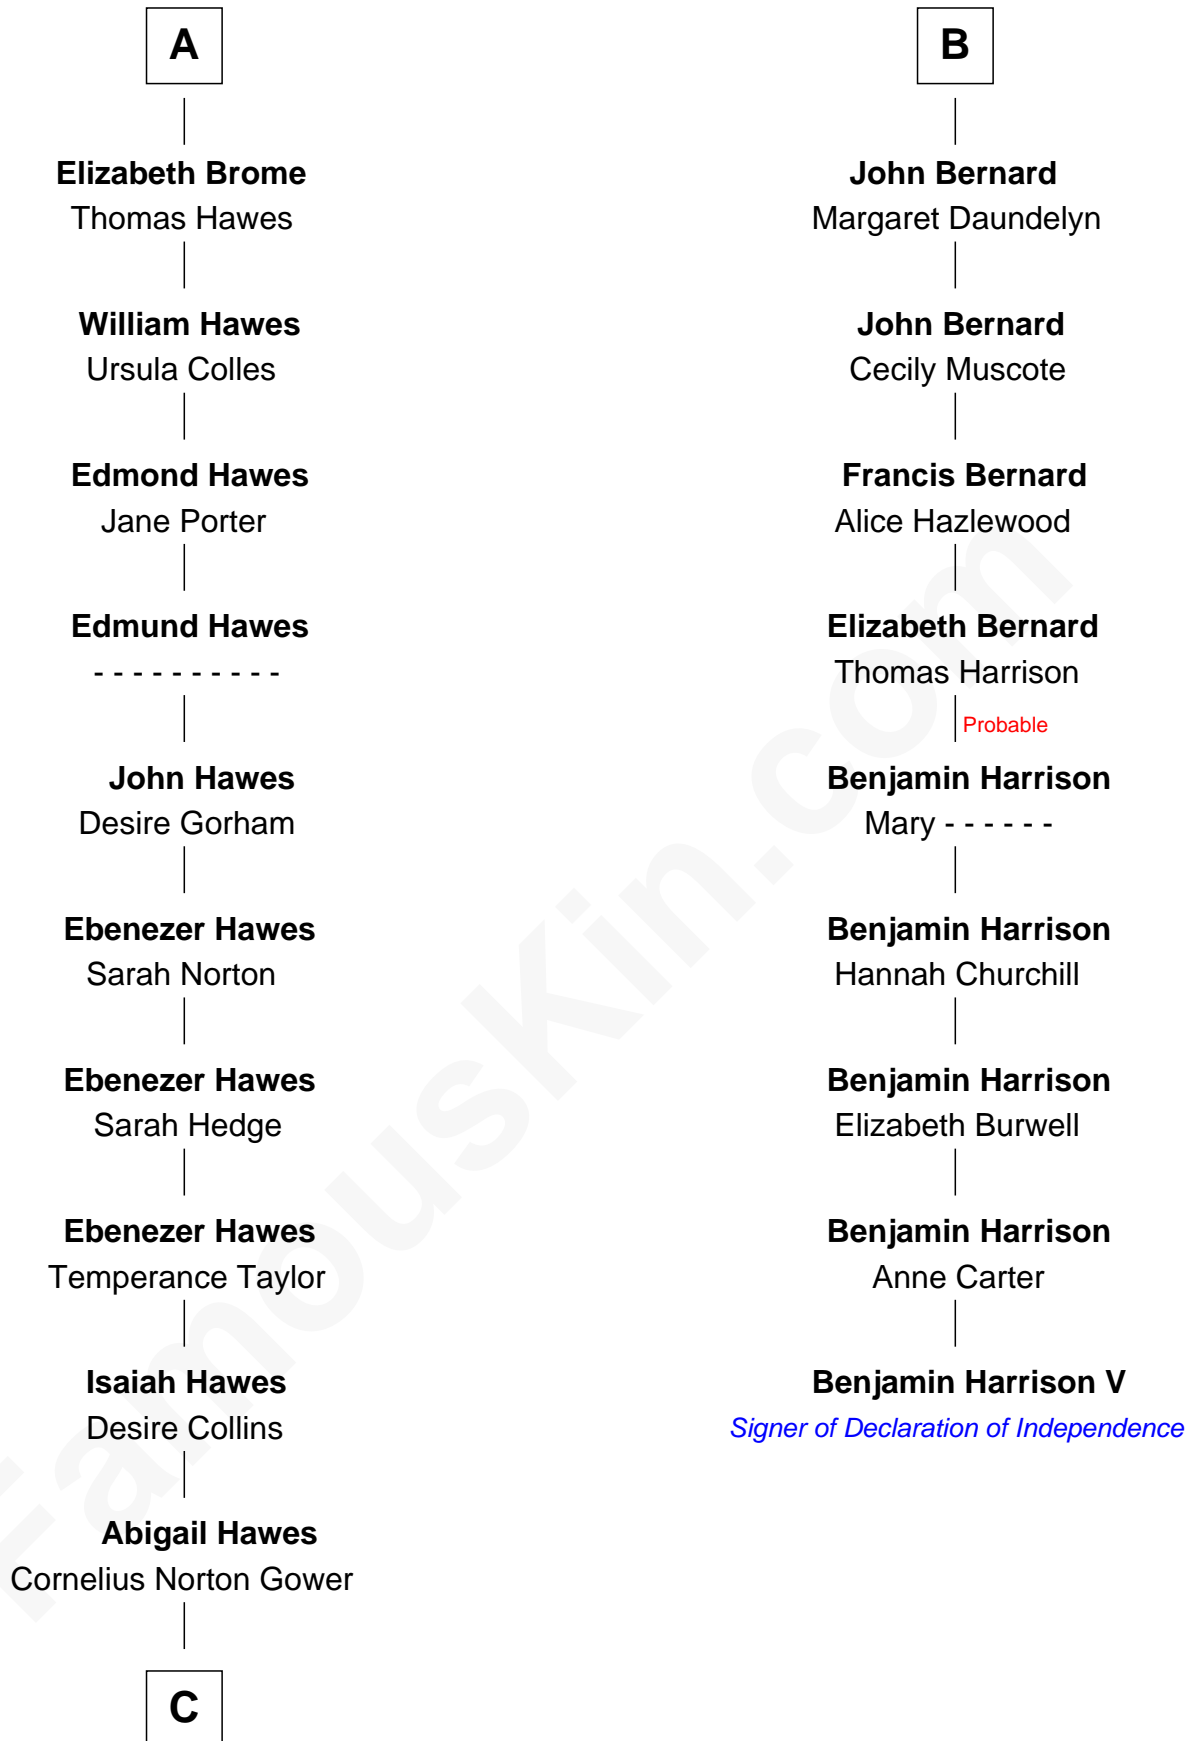 A
Elizabeth Brome
Thomas Hawes
William Hawes
Ursula Colles
Edmond Hawes
Jane Porter
Edmund Hawes
- - - - - - - - - -
John Hawes
Desire Gorham
Ebenezer Hawes
Sarah Norton
Ebenezer Hawes
Sarah Hedge
Ebenezer Hawes
Temperance Taylor
Isaiah Hawes
Desire Collins
Abigail Hawes
Cornelius Norton Gower
C
B
John Bernard
Margaret Daundelyn
John Bernard
Cecily Muscote
Francis Bernard
Alice Hazlewood
Elizabeth Bernard
Thomas Harrison
Probable
Benjamin Harrison
Mary - - - - - -
Benjamin Harrison
Hannah Churchill
Benjamin Harrison
Elizabeth Burwell
Benjamin Harrison
Anne Carter
Benjamin Harrison V
Signer of Declaration of Independence
FamousKin.com